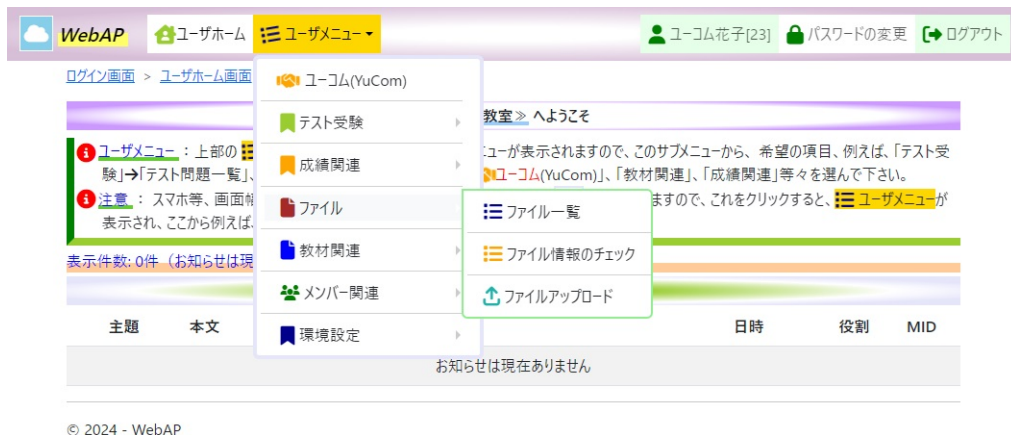 WebAP ユーザホーム ユーザメニュー ユーコム花子[23] パスワードの変更 ログアウト
ログイン画面 > ユーザホーム画面
ユーコム(YuCom)
テスト受験
成績関連
ファイル
教材関連
メンバー関連
環境設定
ファイル一覧
ファイル情報のチェック
ファイルアップロード
教室≫ へようこそ
ユーザメニュー : 上部の ニューが表示されますので、このサブメニューから、希望の項目、例えば、「テスト受
験」→「テスト問題一覧」、 ユーコム(YuCom)」、「教材関連」、「成績関連」等々を選んで下さい。
注意 : スマホ等、画面幅 ますので、これをクリックすると、 ユーザメニューが
表示され、ここから例えば、
表示件数: 0件 (お知らせは現
主題 本文 日時 役割 MID
お知らせは現在ありません
© 2024 - WebAP